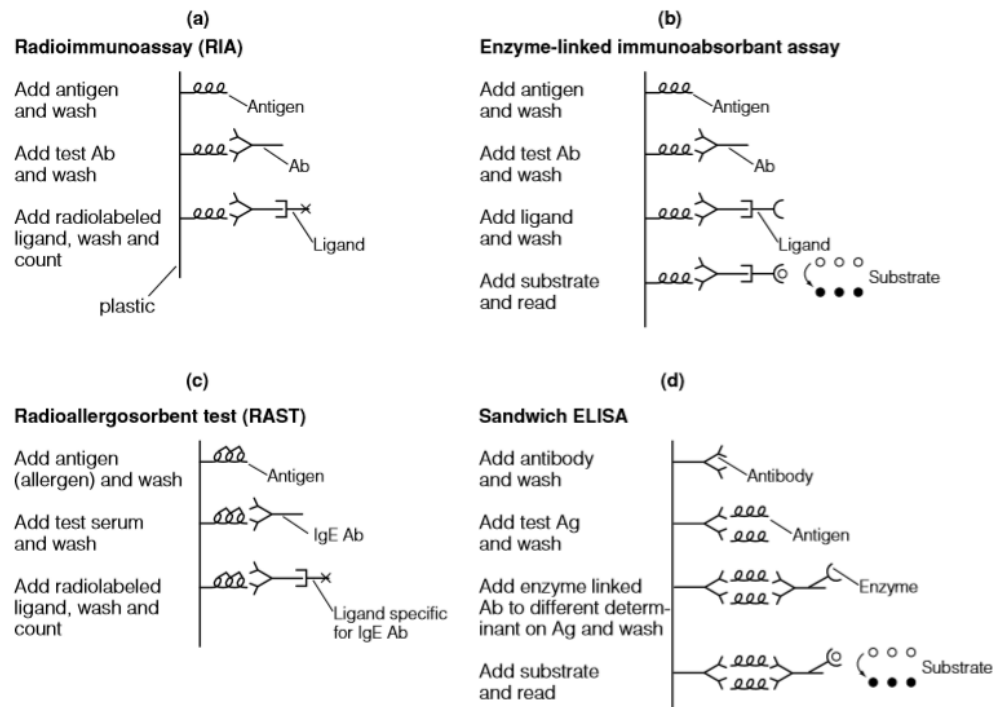 (a)
Radioimmunoassay (RIA)
Add antigen
and wash
Antigen
Add test Ab
and wash
Ab
Add radiolabeled
ligand, wash and
count
Ligand
plastic
(b)
Enzyme-linked immunoabsorbant assay
Add antigen
and wash
Antigen
Add test Ab
and wash
Ab
Add ligand
and wash
Ligand
Add substrate
and read
Substrate
(c)
Radioallergosorbent test (RAST)
Add antigen
(allergen) and wash
Antigen
Add test serum
and wash
IgE Ab
Add radiolabeled
ligand, wash and
count
Ligand specific
for IgE Ab
(d)
Sandwich ELISA
Add antibody
and wash
Antibody
Add test Ag
and wash
Antigen
Add enzyme linked
Ab to different determ-
inant on Ag and wash
Enzyme
Add substrate
and read
Substrate